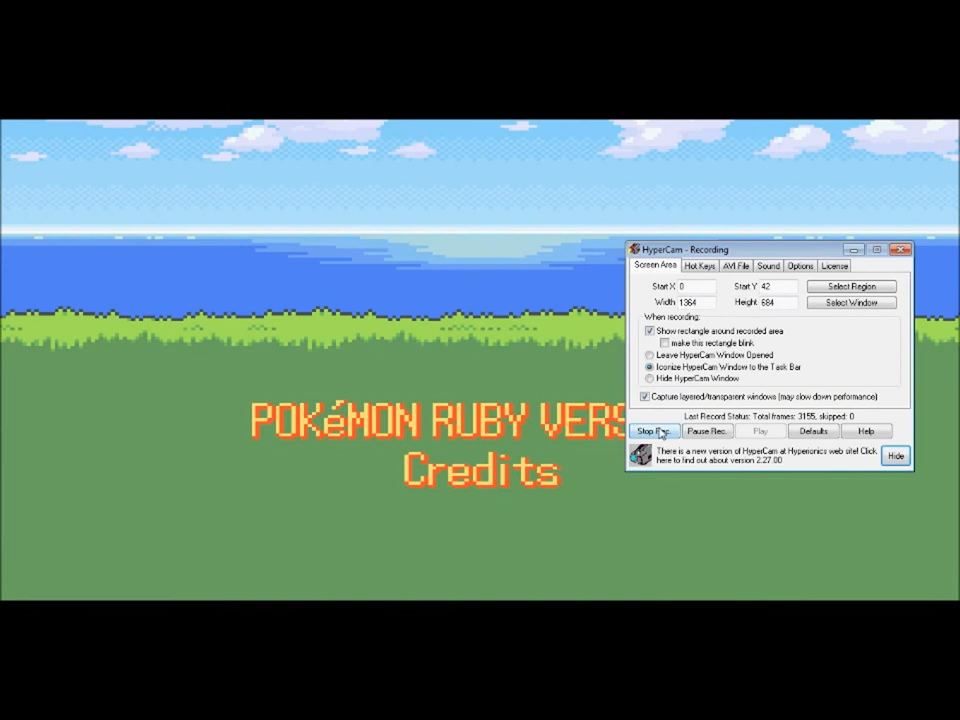 HyperCam - Recording
Screen Area Hot Keys AVI File Sound Options License
Start X 0 Start Y 42 Select Region
Width 1364 Height 684 Select Window
When recording:
Show rectangle around recorded area
make this rectangle blink
Leave HyperCam Window Opened
Iconize HyperCam Window to the Task Bar
Hide HyperCam Window
Capture layered/transparent windows (may slow down performance)
Last Record Status: Total frames: 3155, skipped: 0
Stop Rec. Pause Rec. Play Defaults Help
There is a new version of HyperCam at Hyperionics web site! Click
here to find out about version 2.27.00
Hide
POKéMON RUBY VERS
Credits